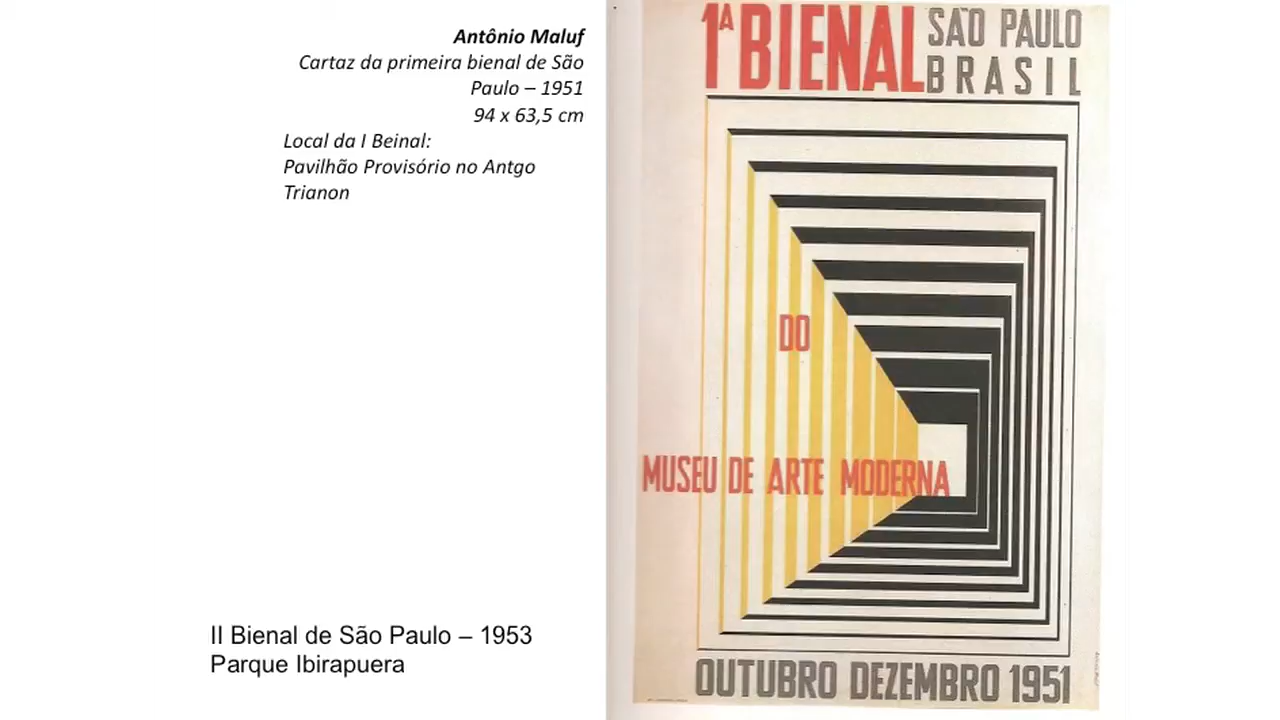 Antônio Maluf
Cartaz da primeira bienal de São
Paulo – 1951
94 x 63,5 cm
Local da I Beinal:
Pavilhão Provisório no Antgo
Trianon
II Bienal de São Paulo – 1953
Parque Ibirapuera
1ª BIENAL SÃO PAULO
BRASIL
DO
MUSEU DE ARTE MODERNA
OUTUBRO DEZEMBRO 1951